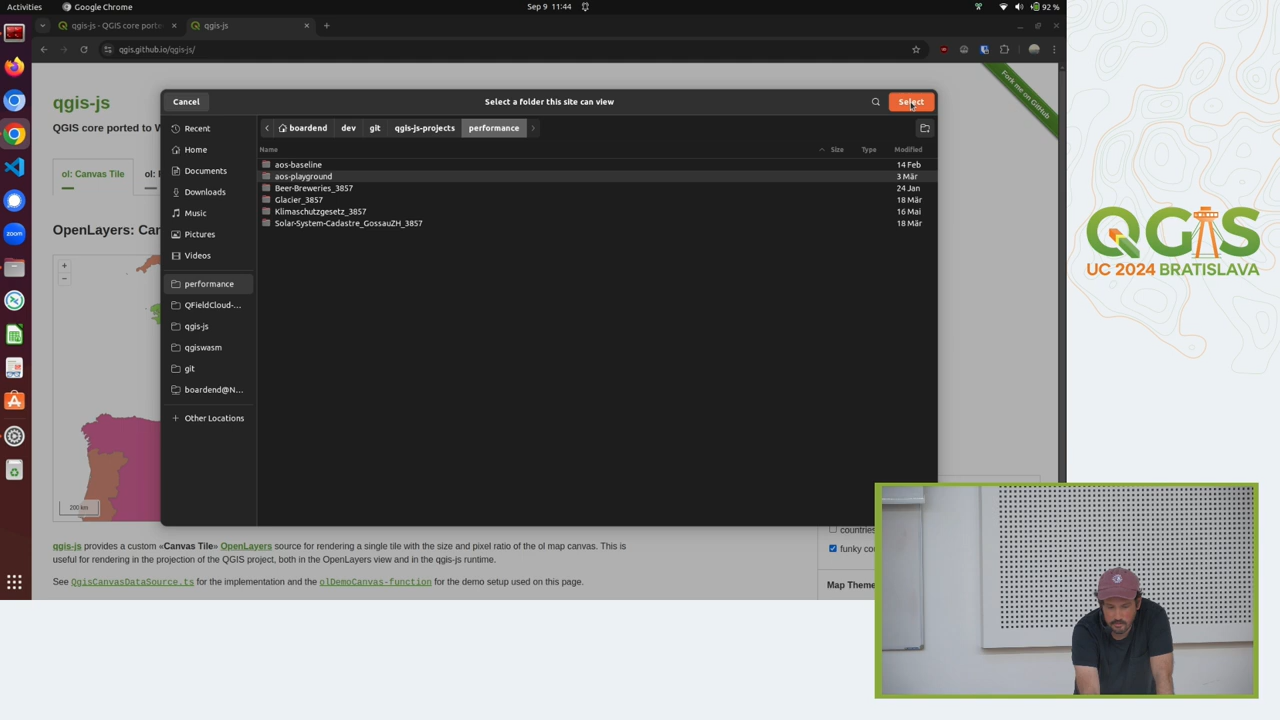 Activities
Google Chrome
Sep 9 11:44
92 %
qgis-js - QGIS core porte
qgis-js
qgis.github.io/qgis-js/
qgis-js
QGIS core ported to W
Fork me on GitHub
ol: Canvas Tile
ol: 
OpenLayers: Can
+
−
200 km
Cancel
Select a folder this site can view
Select
Recent
Home
Documents
Downloads
Music
Pictures
Videos
performance
QFieldCloud-...
qgis-js
qgiswasm
git
boardend@N...
+ Other Locations
boardend
dev
git
qgis-js-projects
performance
Name
Size
Type
Modified
aos-baseline
14 Feb
aos-playground
3 Mär
Beer-Breweries_3857
24 Jan
Glacier_3857
18 Mär
Klimaschutzgesetz_3857
16 Mai
Solar-System-Cadastre_GossauZH_3857
18 Mär
qgis-js provides a custom «Canvas Tile» OpenLayers source for rendering a single tile with the size and pixel ratio of the ol map canvas. This is
useful for rendering in the projection of the QGIS project, both in the OpenLayers view and in the qgis-js runtime.
See QgisCanvasDataSource.ts for the implementation and the olDemoCanvas-function for the demo setup used on this page.
countries
funky co
Map Theme
zoom
QGIS
UC 2024 BRATISLAVA